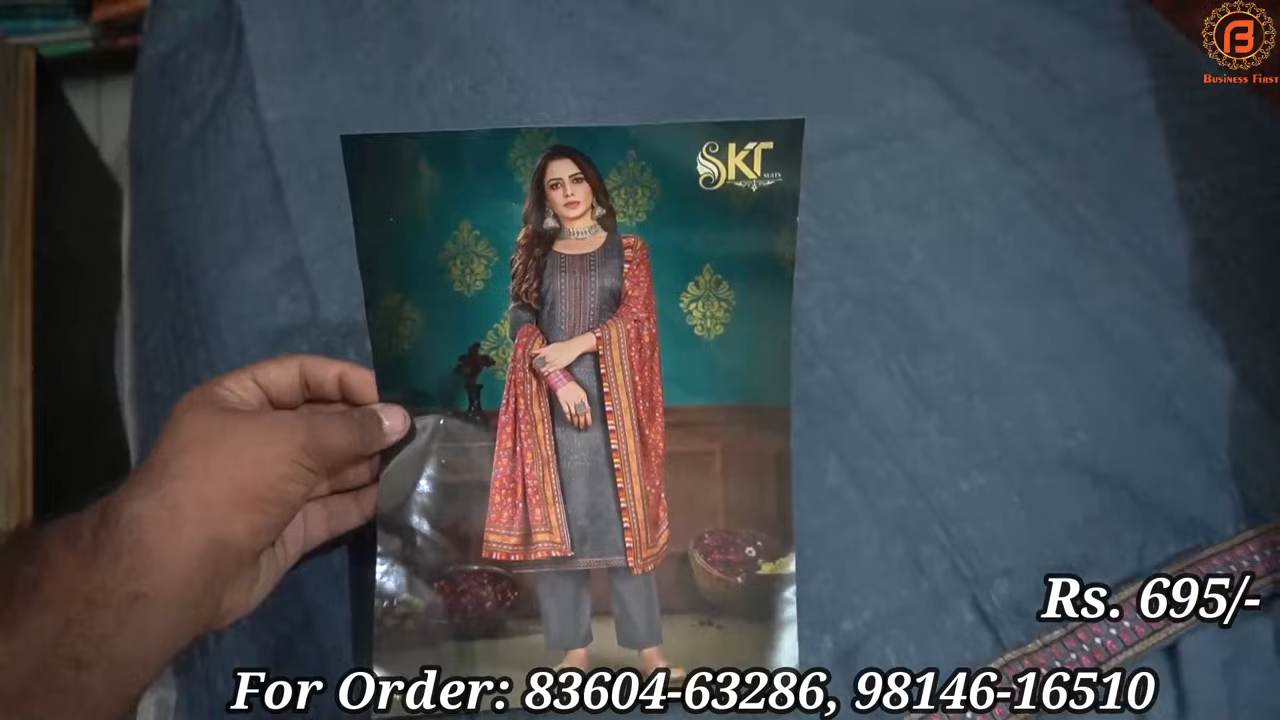 BUSINESS FIRST
SKT
SUITS
Rs. 695/-
For Order: 83604-63286, 98146-16510